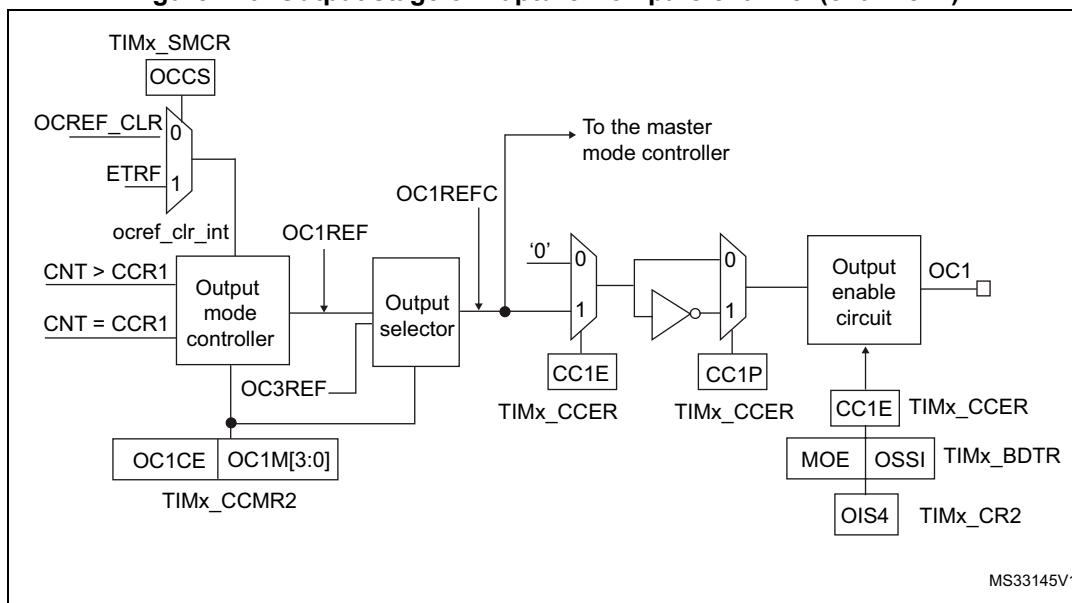 TIMx_SMCR
OCCS
OCREF_CLR
0
ETRF
1
ocref_clr_int
To the master
mode controller
OC1REFC
OC1REF
'0'
0
1
0
1
CNT > CCR1
CNT = CCR1
Output
mode
controller
Output
selector
OC3REF
Output
enable
circuit
OC1
CC1E
TIMx_CCER
CC1P
TIMx_CCER
CC1E
TIMx_CCER
MOE
OSSI
TIMx_BDTR
OIS4
TIMx_CR2
OC1CE
OC1M[3:0]
TIMx_CCMR2
MS33145V1